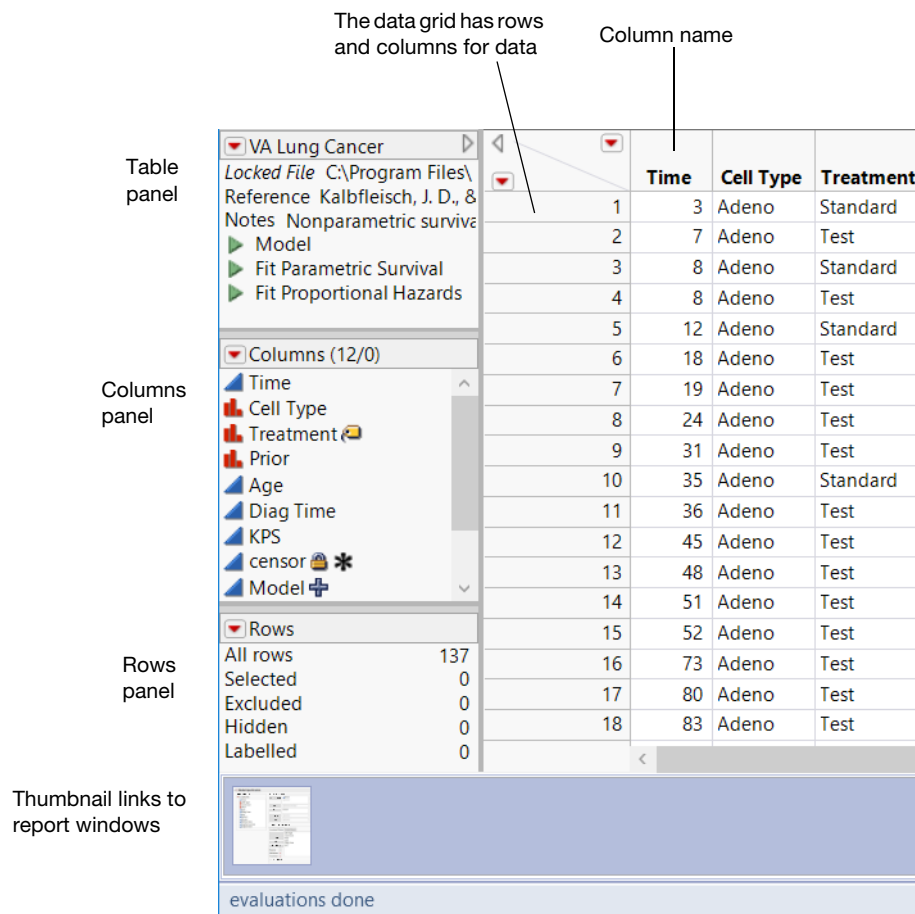 The data grid has rows
and columns for data
Column name
Table
panel
VA Lung Cancer
Locked File C:\Program Files\
Reference Kalbfleisch, J. D., &
Notes Nonparametric surviva
Model
Fit Parametric Survival
Fit Proportional Hazards
Columns
panel
Columns (12/0)
Time
Cell Type
Treatment
Prior
Age
Diag Time
KPS
censor
Model
Rows
panel
Rows
All rows 137
Selected 0
Excluded 0
Hidden 0
Labelled 0
Time Cell Type Treatment
1 3 Adeno Standard
2 7 Adeno Test
3 8 Adeno Standard
4 8 Adeno Test
5 12 Adeno Standard
6 18 Adeno Test
7 19 Adeno Test
8 24 Adeno Test
9 31 Adeno Test
10 35 Adeno Standard
11 36 Adeno Test
12 45 Adeno Test
13 48 Adeno Test
14 51 Adeno Test
15 52 Adeno Test
16 73 Adeno Test
17 80 Adeno Test
18 83 Adeno Test
Thumbnail links to
report windows
evaluations done